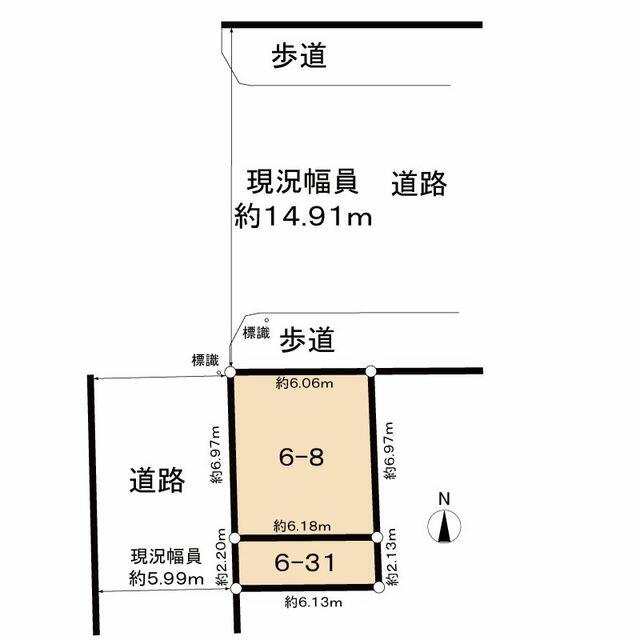 歩道
現況幅員 道路
約14.91m
標識
歩道
標識
約6.06m
約6.97m
約6.97m
6-8
道路
N
約6.18m
約2.20m
6-31
約2.13m
現況幅員
約5.99m
約6.13m